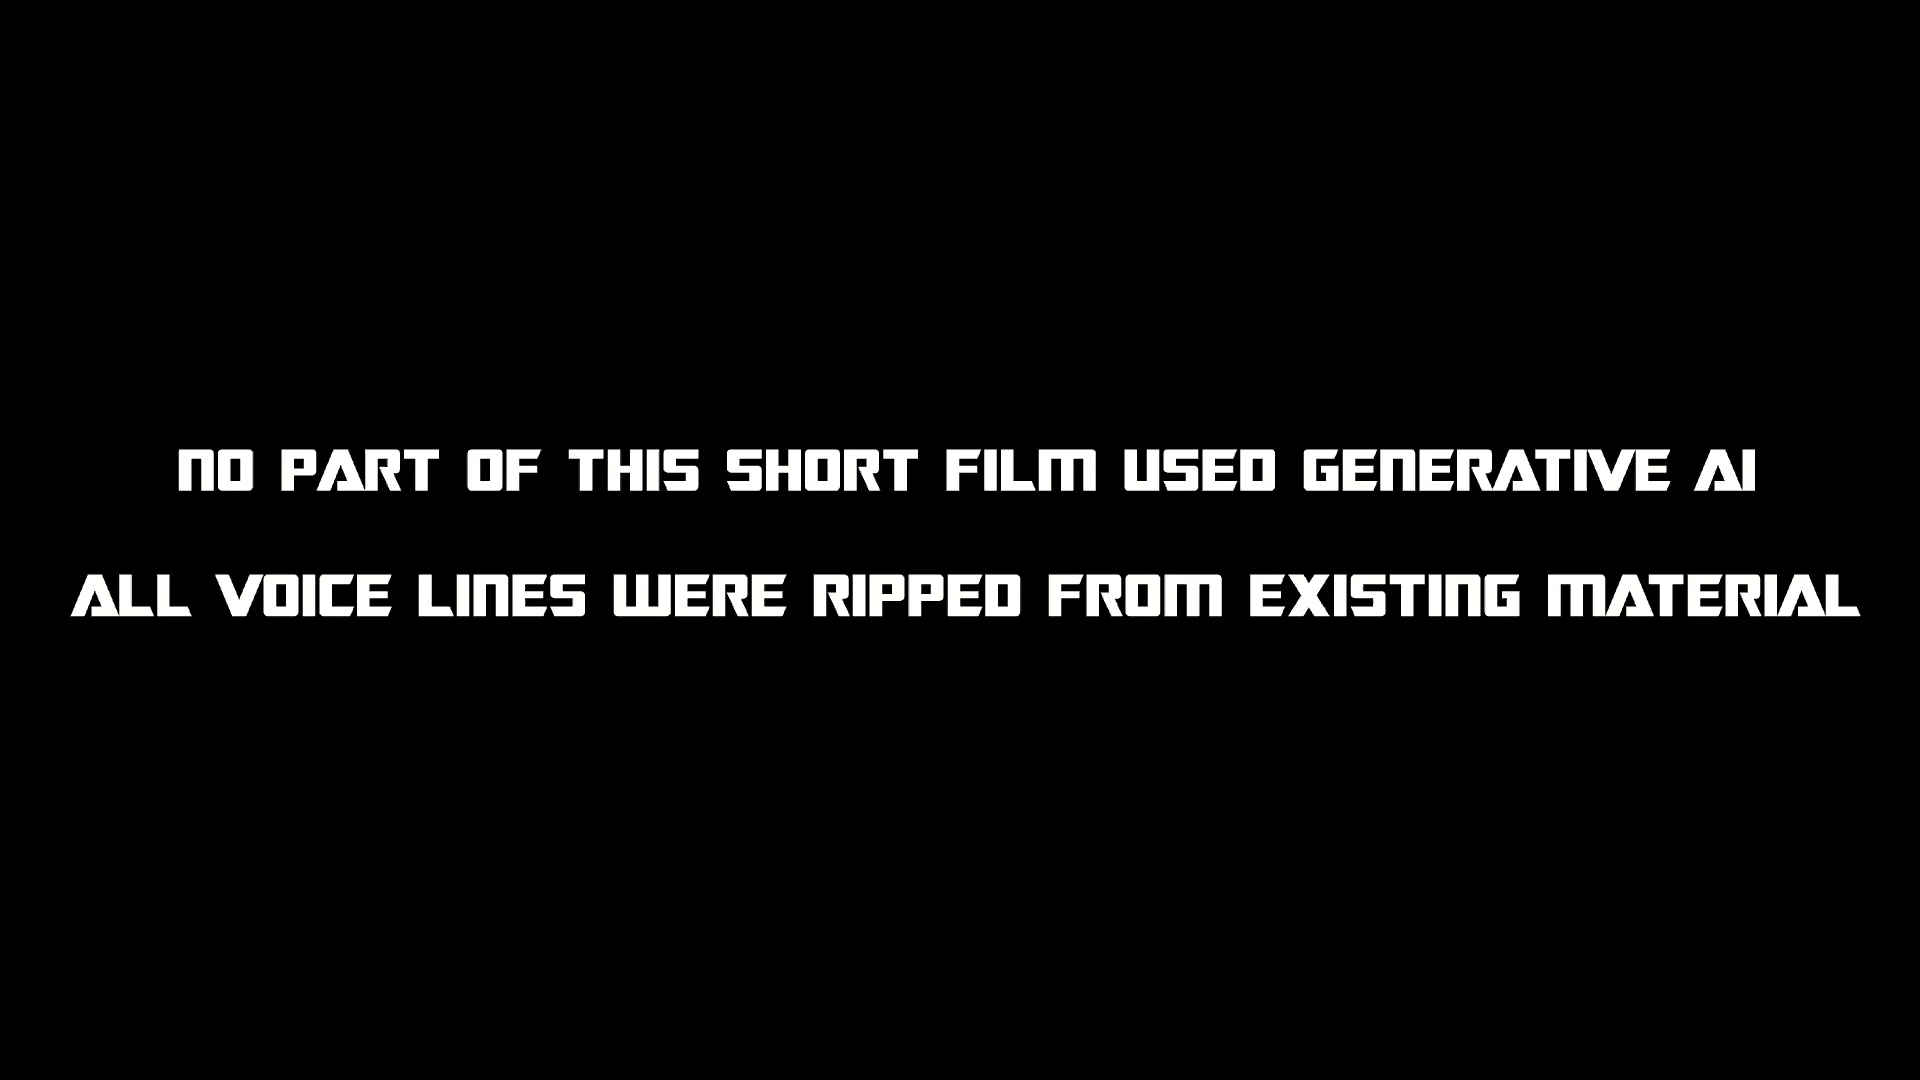 NO PART OF THIS SHORT FILM USED GENERATIVE AI
ALL VOICE LINES WERE RIPPED FROM EXISTING MATERIAL